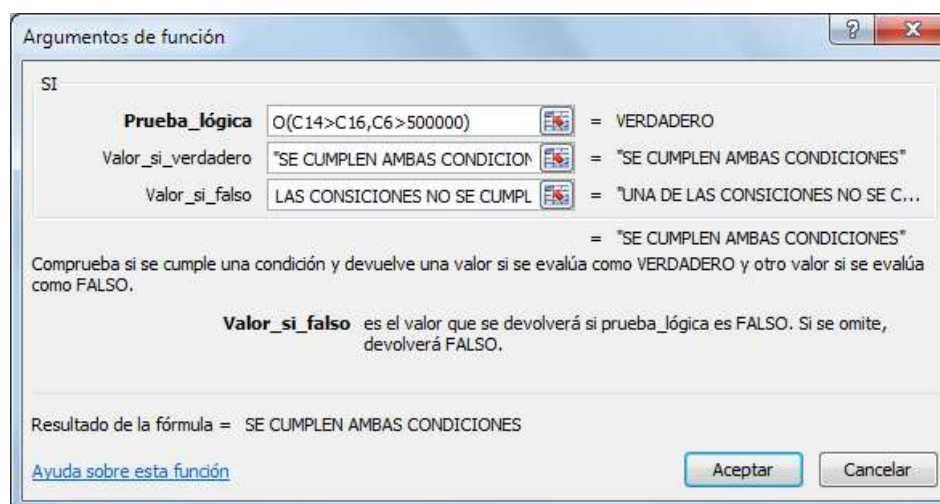 Argumentos de función
SI
Prueba_lógica O(C14>C16,C6>500000) = VERDADERO
Valor_si_verdadero "SE CUMPLEN AMBAS CONDICION = "SE CUMPLEN AMBAS CONDICIONES"
Valor_si_falso LAS CONSICIONES NO SE CUMPL = "UNA DE LAS CONSICIONES NO SE C...
= "SE CUMPLEN AMBAS CONDICIONES"
Comprueba si se cumple una condición y devuelve una valor si se evalúa como VERDADERO y otro valor si se evalúa
como FALSO.
Valor_si_falso es el valor que se devolverá si prueba_lógica es FALSO. Si se omite,
devolverá FALSO.
Resultado de la fórmula = SE CUMPLEN AMBAS CONDICIONES
Ayuda sobre esta función Aceptar Cancelar